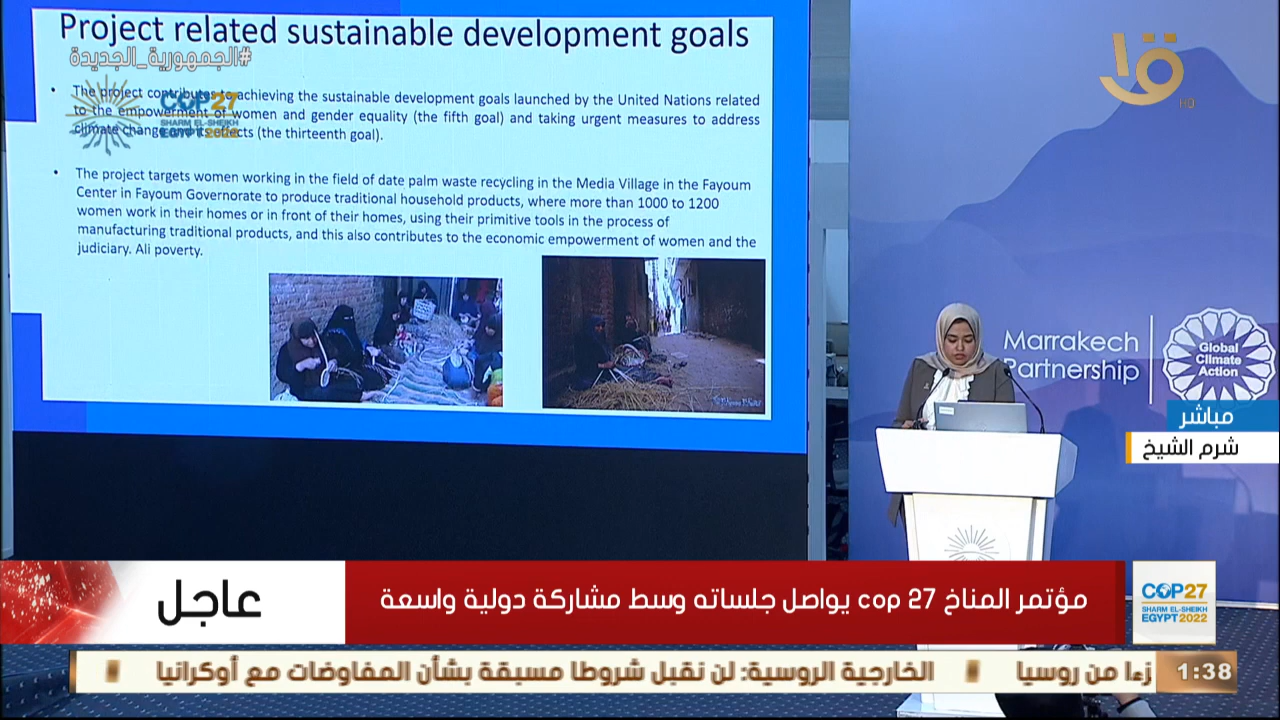 Project related sustainable development goals
#الجمهورية_الجديدة
COP27
SHARM EL-SHEIKH
EGYPT 2022
• The project contributes to achieving the sustainable development goals launched by the United Nations related
to the empowerment of women and gender equality (the fifth goal) and taking urgent measures to address
climate change and its effects (the thirteenth goal).
• The project targets women working in the field of date palm waste recycling in the Media Village in the Fayoum
Center in Fayoum Governorate to produce traditional household products, where more than 1000 to 1200
women work in their homes or in front of their homes, using their primitive tools in the process of
manufacturing traditional products, and this also contributes to the economic empowerment of women and the
judiciary. Ali poverty.
HD
Marrakech
Partnership
Global
Climate
Action
مباشر
شرم الشيخ
عاجل
مؤتمر المناخ cop 27 يواصل جلساته وسط مشاركة دولية واسعة
COP27
SHARM EL-SHEIKH
EGYPT 2022
1:38
زءا من روسيا
الخارجية الروسية: لن نقبل شروطا مسبقة بشأن المفاوضات مع أوكرانيا